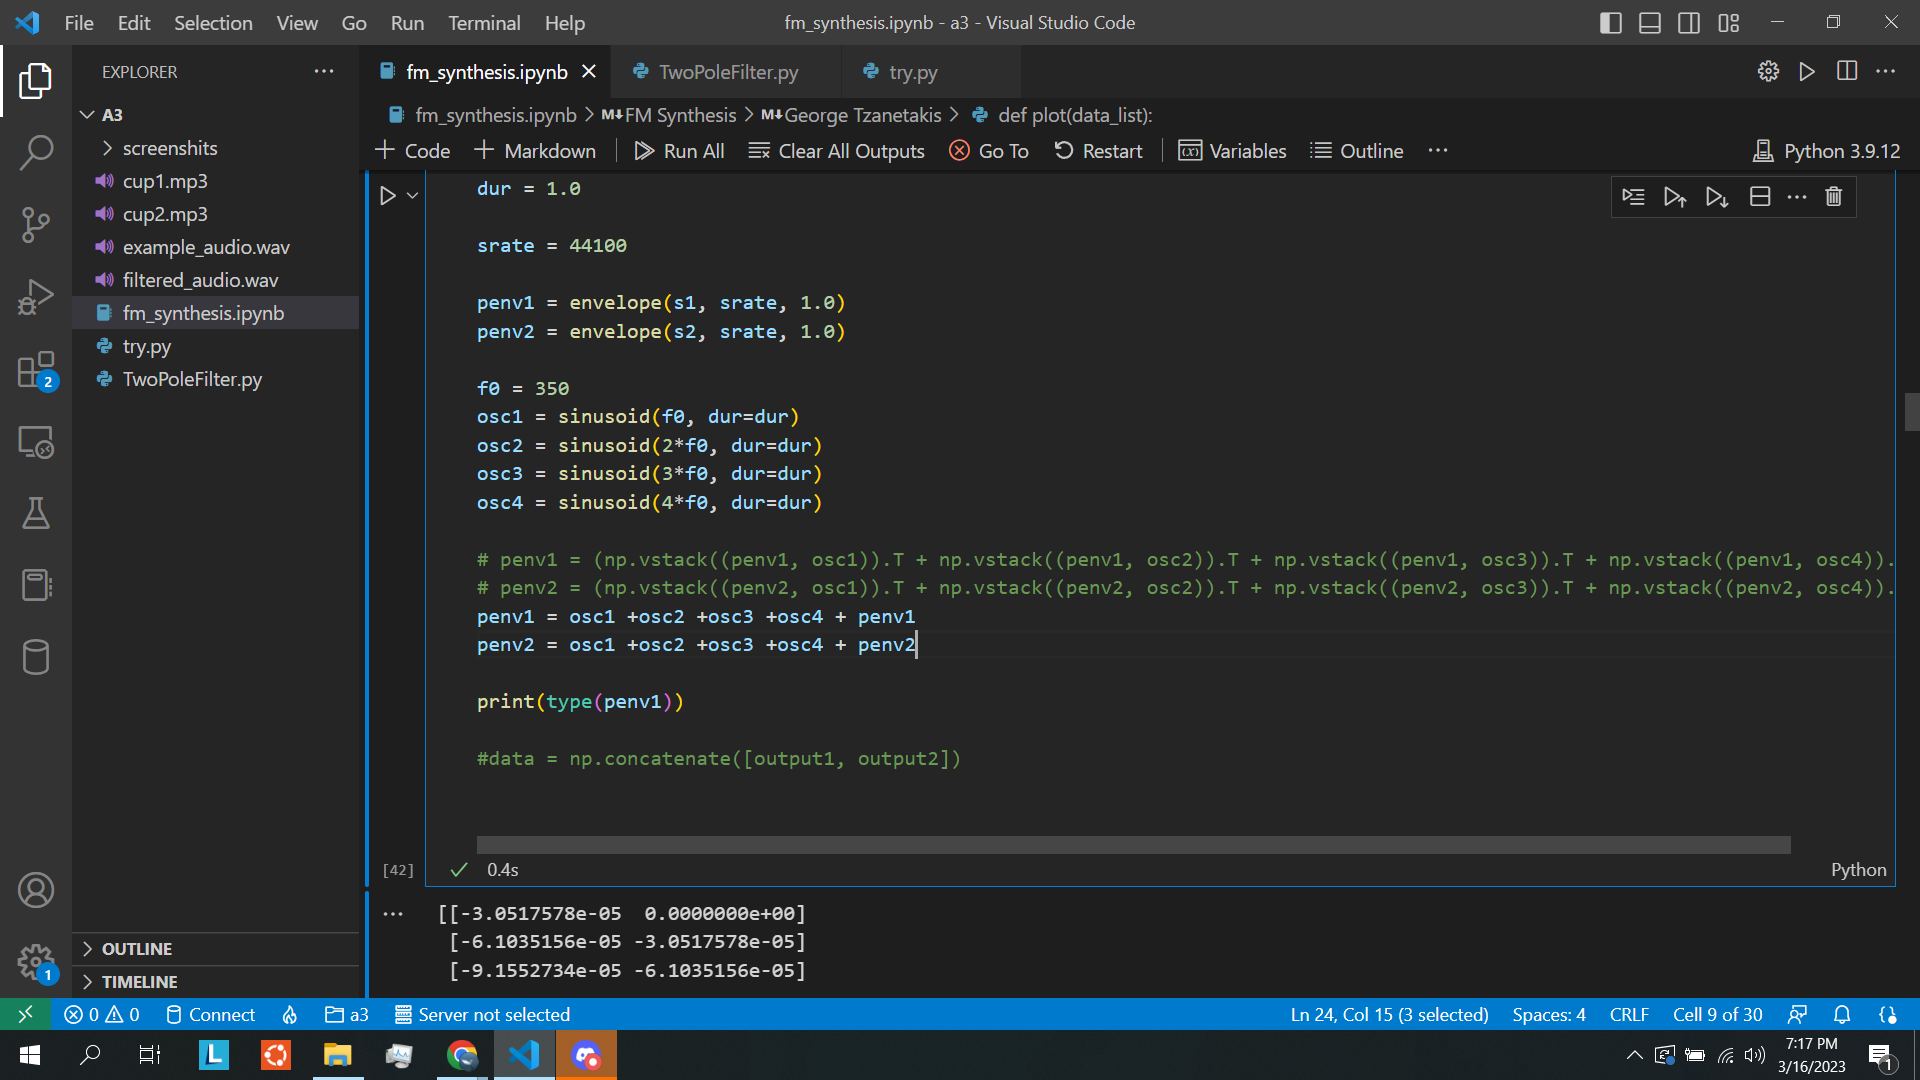 File Edit Selection View Go Run Terminal Help
fm_synthesis.ipynb - a3 - Visual Studio Code
EXPLORER
A3
screenshits
cup1.mp3
cup2.mp3
example_audio.wav
filtered_audio.wav
fm_synthesis.ipynb
try.py
TwoPoleFilter.py
OUTLINE
TIMELINE
2
1
fm_synthesis.ipynb TwoPoleFilter.py try.py
fm_synthesis.ipynb > M↓FM Synthesis > M↓George Tzanetakis > def plot(data_list):
Code Markdown Run All Clear All Outputs Go To Restart Variables Outline Python 3.9.12
dur = 1.0
srate = 44100
penv1 = envelope(s1, srate, 1.0)
penv2 = envelope(s2, srate, 1.0)
f0 = 350
osc1 = sinusoid(f0, dur=dur)
osc2 = sinusoid(2*f0, dur=dur)
osc3 = sinusoid(3*f0, dur=dur)
osc4 = sinusoid(4*f0, dur=dur)
# penv1 = (np.vstack((penv1, osc1)).T + np.vstack((penv1, osc2)).T + np.vstack((penv1, osc3)).T + np.vstack((penv1, osc4)).
# penv2 = (np.vstack((penv2, osc1)).T + np.vstack((penv2, osc2)).T + np.vstack((penv2, osc3)).T + np.vstack((penv2, osc4)).
penv1 = osc1 +osc2 +osc3 +osc4 + penv1
penv2 = osc1 +osc2 +osc3 +osc4 + penv2
print(type(penv1))
#data = np.concatenate([output1, output2])
[42] 0.4s Python
[[-3.0517578e-05 0.0000000e+00]
[-6.1035156e-05 -3.0517578e-05]
[-9.1552734e-05 -6.1035156e-05]
0 0 Connect a3 Server not selected Ln 24, Col 15 (3 selected) Spaces: 4 CRLF Cell 9 of 30
L
7:17 PM
3/16/2023
1